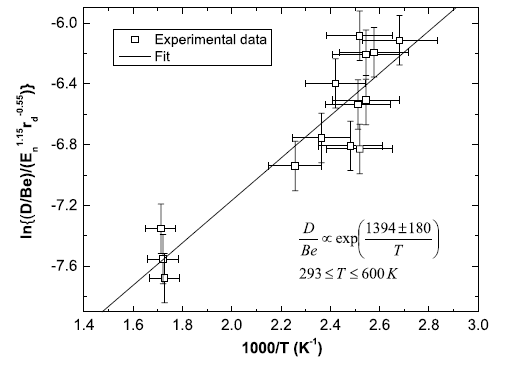 -6.0
-6.4
-6.8
-7.2
-7.6
ln{(D/Be)/(E_n^1.15 r_d^-0.55)}
Experimental data
Fit
D/Be ∝ exp(1394±180/T)
293≤T≤600K
1.4 1.6 1.8 2.0 2.2 2.4 2.6 2.8 3.0
1000/T (K^-1)